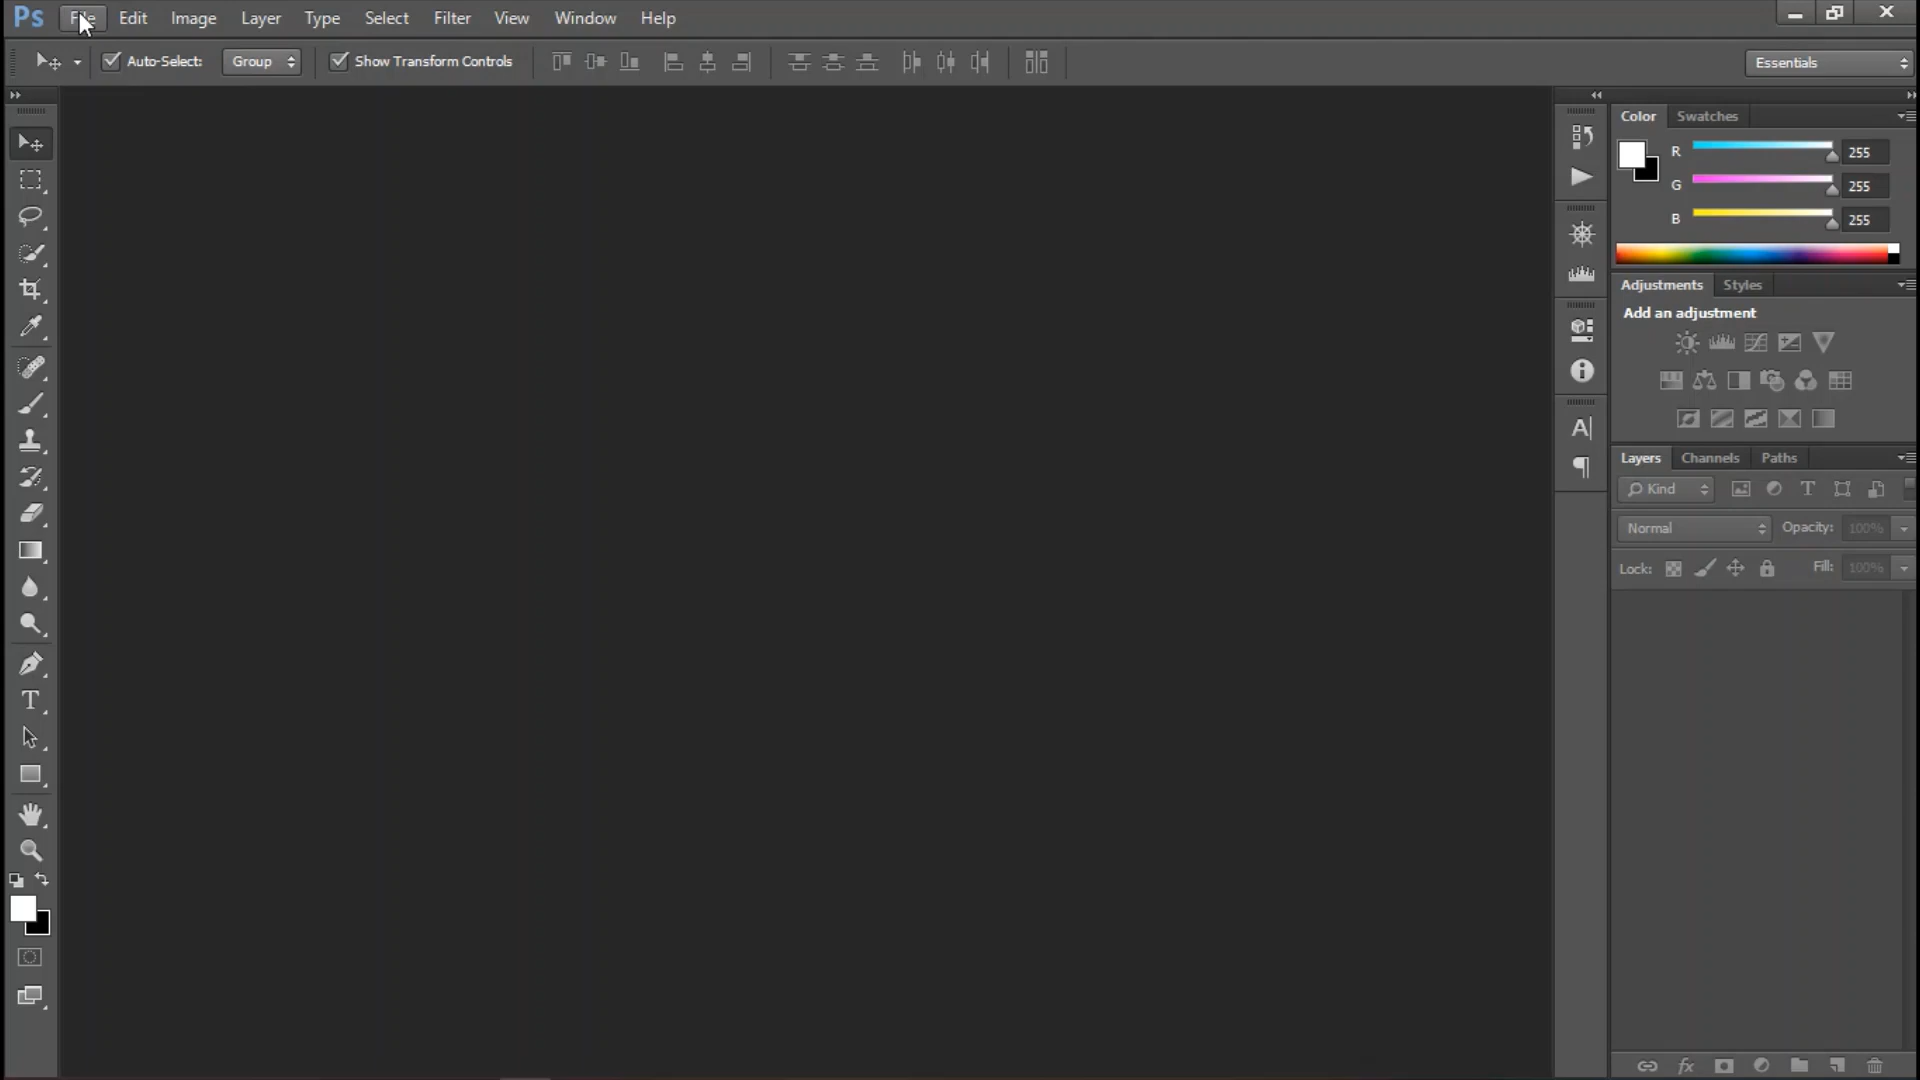 Ps File Edit Image Layer Type Select Filter View Window Help
Auto-Select: Group Show Transform Controls Essentials
Color Swatches
R 255
G 255
B 255
Adjustments Styles
Add an adjustment
Layers Channels Paths
Kind
Normal Opacity: 100%
Lock: Fill: 100%